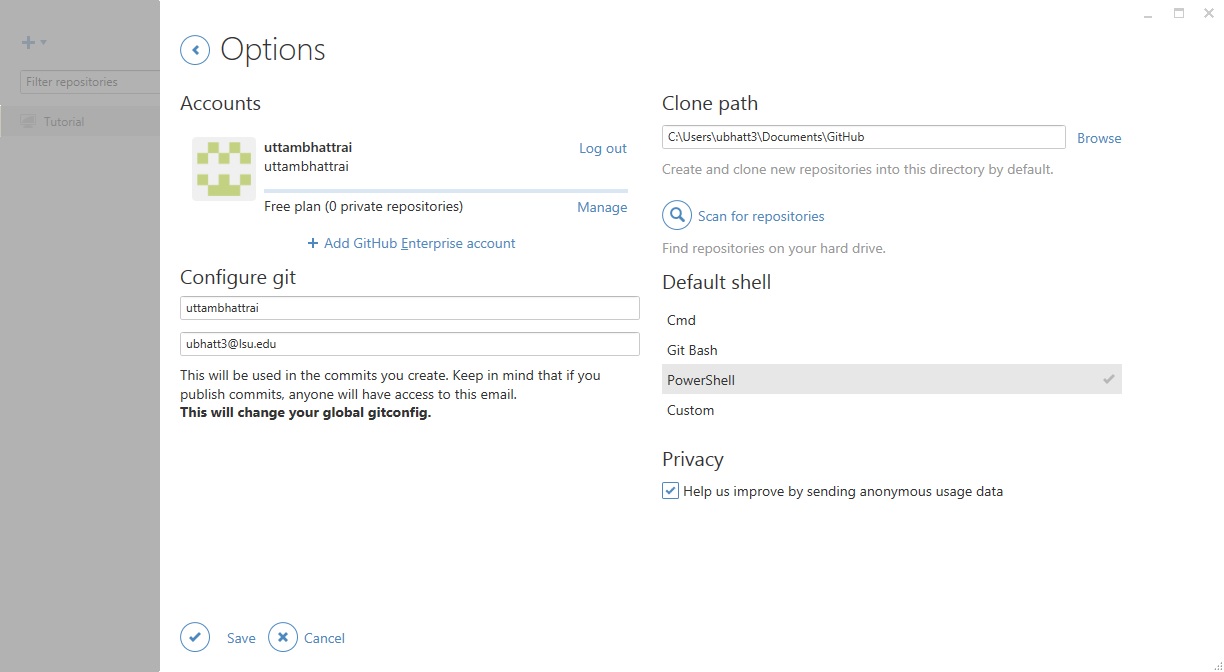 Filter repositories
Tutorial
Options
Accounts
uttambhattrai
Log out
uttambhattrai
Free plan (0 private repositories)
Manage
+ Add GitHub Enterprise account
Configure git
uttambhattrai
ubhatt3@lsu.edu
This will be used in the commits you create. Keep in mind that if you
publish commits, anyone will have access to this email.
This will change your global gitconfig.
Clone path
C:\Users\ubhatt3\Documents\GitHub
Browse
Create and clone new repositories into this directory by default.
Scan for repositories
Find repositories on your hard drive.
Default shell
Cmd
Git Bash
PowerShell
Custom
Privacy
Help us improve by sending anonymous usage data
Save
Cancel